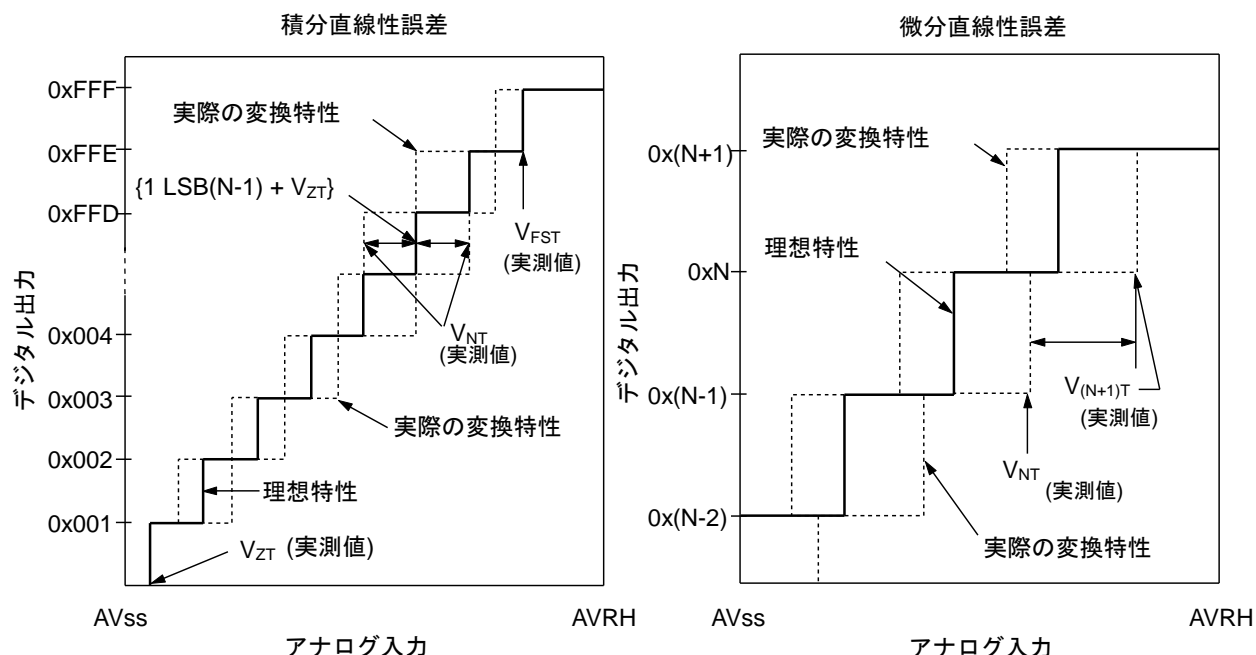 積分直線性誤差
0xFFF
実際の変換特性
0xFFE
{1 LSB(N-1) + VZT}
0xFFD
VFST
(実測値)
デジタル出力
0x004
VNT
(実測値)
0x003
実際の変換特性
0x002
理想特性
0x001
VZT (実測値)
AVss
AVRH
アナログ入力
微分直線性誤差
実際の変換特性
0x(N+1)
理想特性
0xN
デジタル出力
V(N+1)T
(実測値)
0x(N-1)
VNT
(実測値)
0x(N-2)
実際の変換特性
AVss
AVRH
アナログ入力